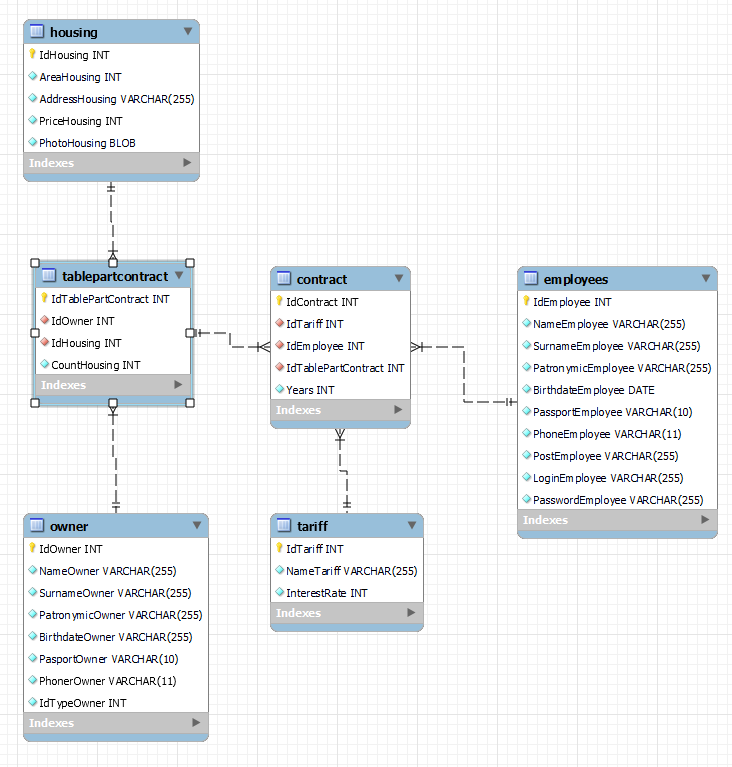 housing
IdHousing INT
AreaHousing INT
AddressHousing VARCHAR(255)
PriceHousing INT
PhotoHousing BLOB
Indexes
tablepartcontract
IdTablePartContract INT
IdOwner INT
IdHousing INT
CountHousing INT
Indexes
contract
IdContract INT
IdTariff INT
IdEmployee INT
IdTablePartContract INT
Years INT
Indexes
employees
IdEmployee INT
NameEmployee VARCHAR(255)
SurnameEmployee VARCHAR(255)
PatronymicEmployee VARCHAR(255)
BirthdateEmployee DATE
PassportEmployee VARCHAR(10)
PhoneEmployee VARCHAR(11)
PostEmployee VARCHAR(255)
LoginEmployee VARCHAR(255)
PasswordEmployee VARCHAR(255)
Indexes
owner
IdOwner INT
NameOwner VARCHAR(255)
SurnameOwner VARCHAR(255)
PatronymicOwner VARCHAR(255)
BirthdateOwner VARCHAR(255)
PasportOwner VARCHAR(10)
PhonerOwner VARCHAR(11)
IdTypeOwner INT
Indexes
tariff
IdTariff INT
NameTariff VARCHAR(255)
InterestRate INT
Indexes